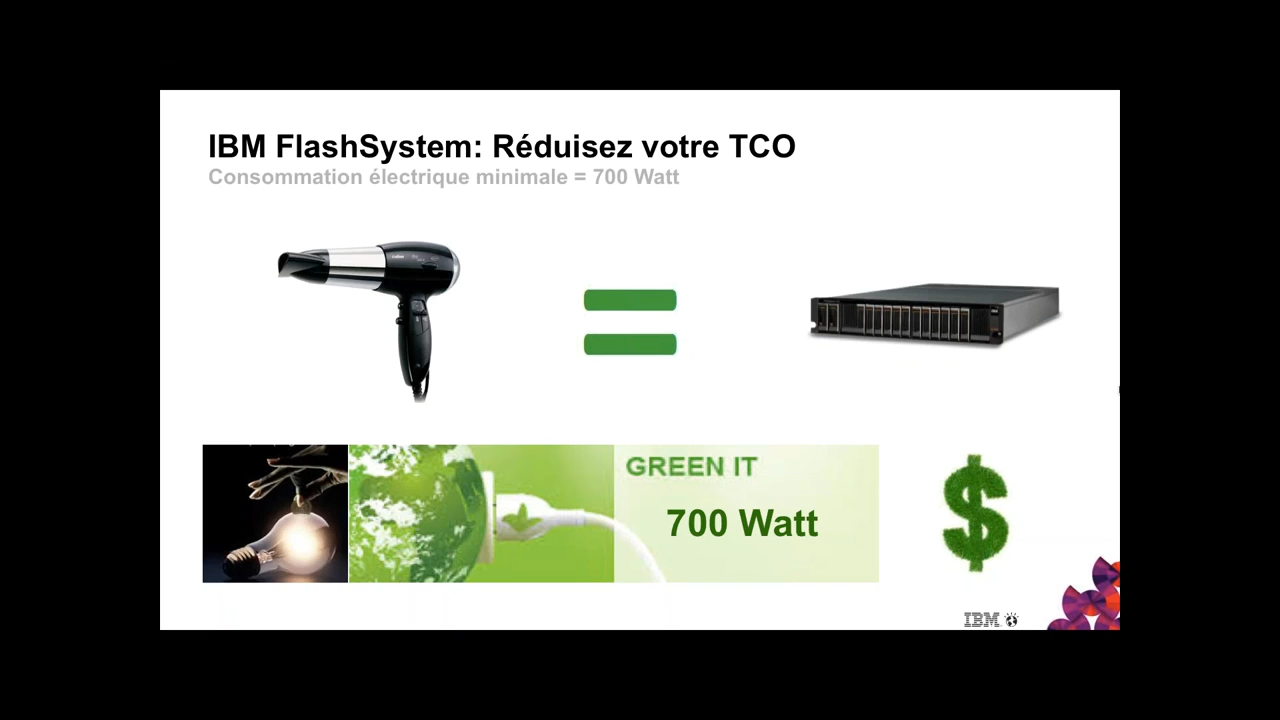 IBM FlashSystem: Réduisez votre TCO
Consommation électrique minimale = 700 Watt
GREEN IT
700 Watt
$
IBM